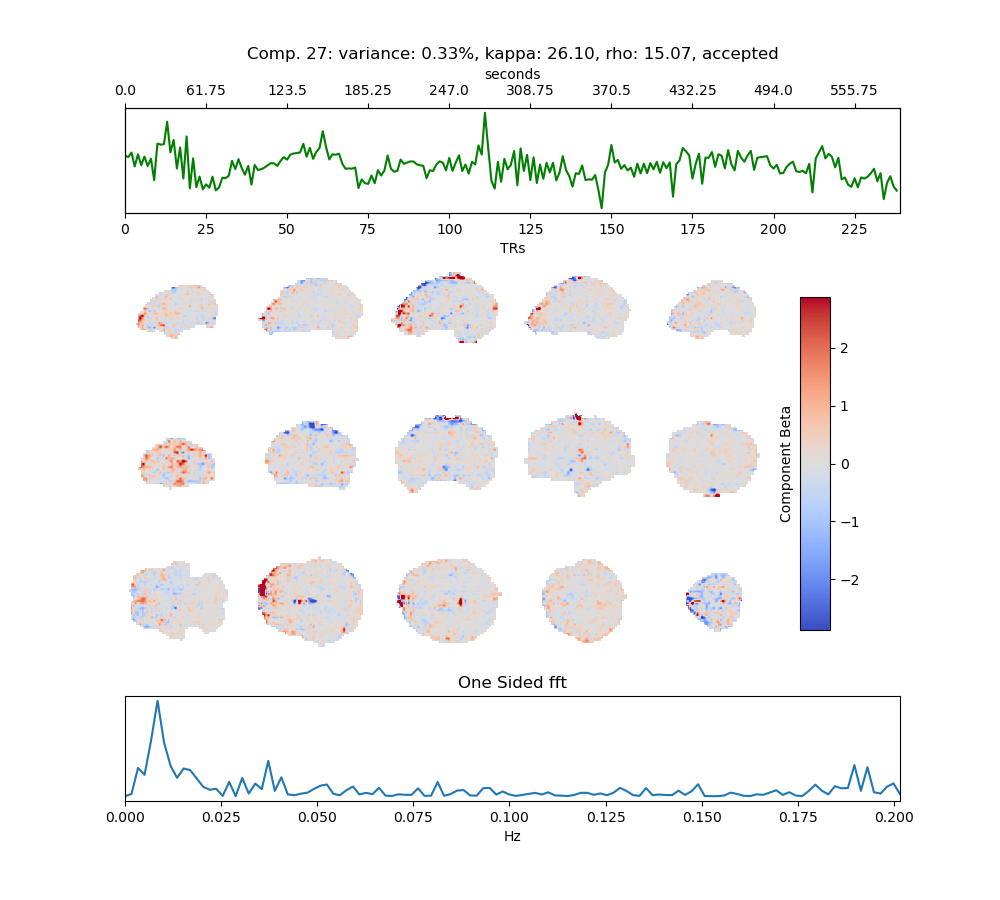 Comp. 27: variance: 0.33%, kappa: 26.10, rho: 15.07, accepted
seconds
0.0 61.75 123.5 185.25 247.0 308.75 370.5 432.25 494.0 555.75
0 25 50 75 100 125 150 175 200 225
TRs
2
1
0
−1
−2
Component Beta
One Sided fft
0.000 0.025 0.050 0.075 0.100 0.125 0.150 0.175 0.200
Hz